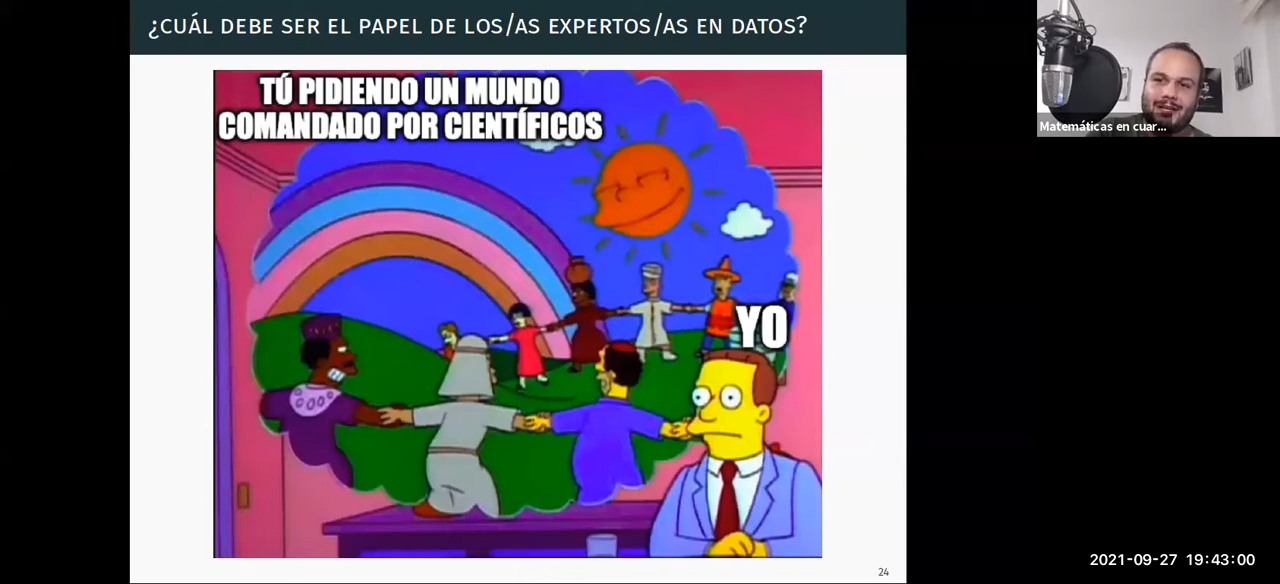 ¿CUÁL DEBE SER EL PAPEL DE LOS/AS EXPERTOS/AS EN DATOS?
TÚ PIDIENDO UN MUNDO
COMANDADO POR CIENTÍFICOS
YO
24
Matemáticas en cuar...
2021-09-27 19:43:00